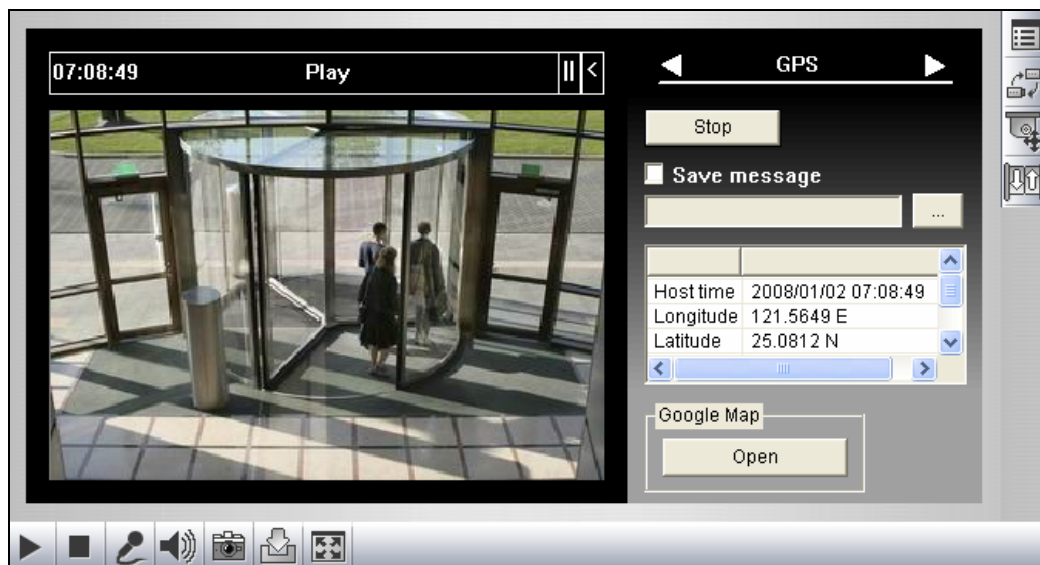 07:08:49 Play || <
GPS
Stop
Save message
...
Host time 2008/01/02 07:08:49
Longitude 121.5649 E
Latitude 25.0812 N
Google Map
Open